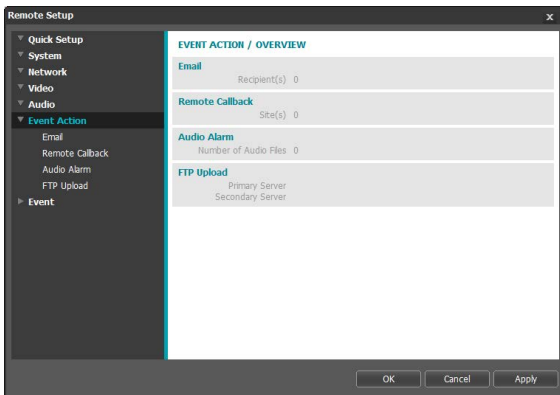 Remote Setup
x
Quick Setup
System
Network
Video
Audio
Event Action
Email
Remote Callback
Audio Alarm
FTP Upload
Event
EVENT ACTION / OVERVIEW
Email
Recipient(s) 0
Remote Callback
Site(s) 0
Audio Alarm
Number of Audio Files 0
FTP Upload
Primary Server
Secondary Server
OK
Cancel
Apply